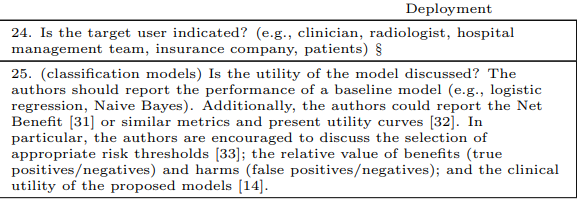 Deployment
24. Is the target user indicated? (e.g., clinician, radiologist, hospital
management team, insurance company, patients) §
25. (classification models) Is the utility of the model discussed? The
authors should report the performance of a baseline model (e.g., logistic
regression, Naive Bayes). Additionally, the authors could report the Net
Benefit [31] or similar metrics and present utility curves [32]. In
particular, the authors are encouraged to discuss the selection of
appropriate risk thresholds [33]; the relative value of benefits (true
positives/negatives) and harms (false positives/negatives); and the clinical
utility of the proposed models [14].